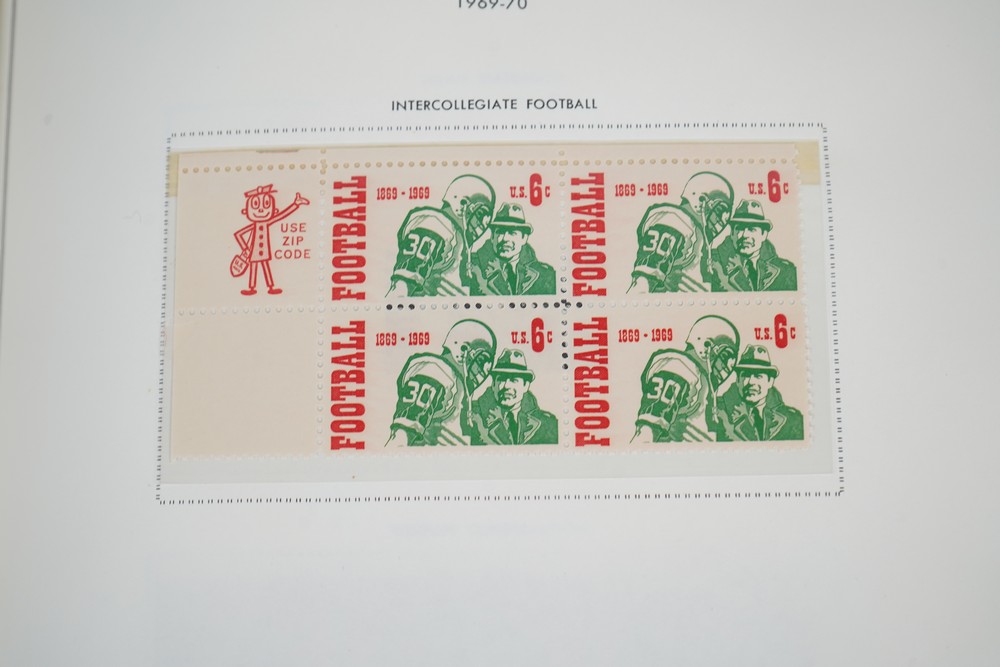 1969-70
INTERCOLLEGIATE FOOTBALL
USE
ZIP
CODE
FOOTBALL
1869 - 1969
U.S. 6c
30
FOOTBALL
1869 - 1969
U.S. 6c
30
FOOTBALL
1869 - 1969
U.S. 6c
30
FOOTBALL
1869 - 1969
U.S. 6c
30